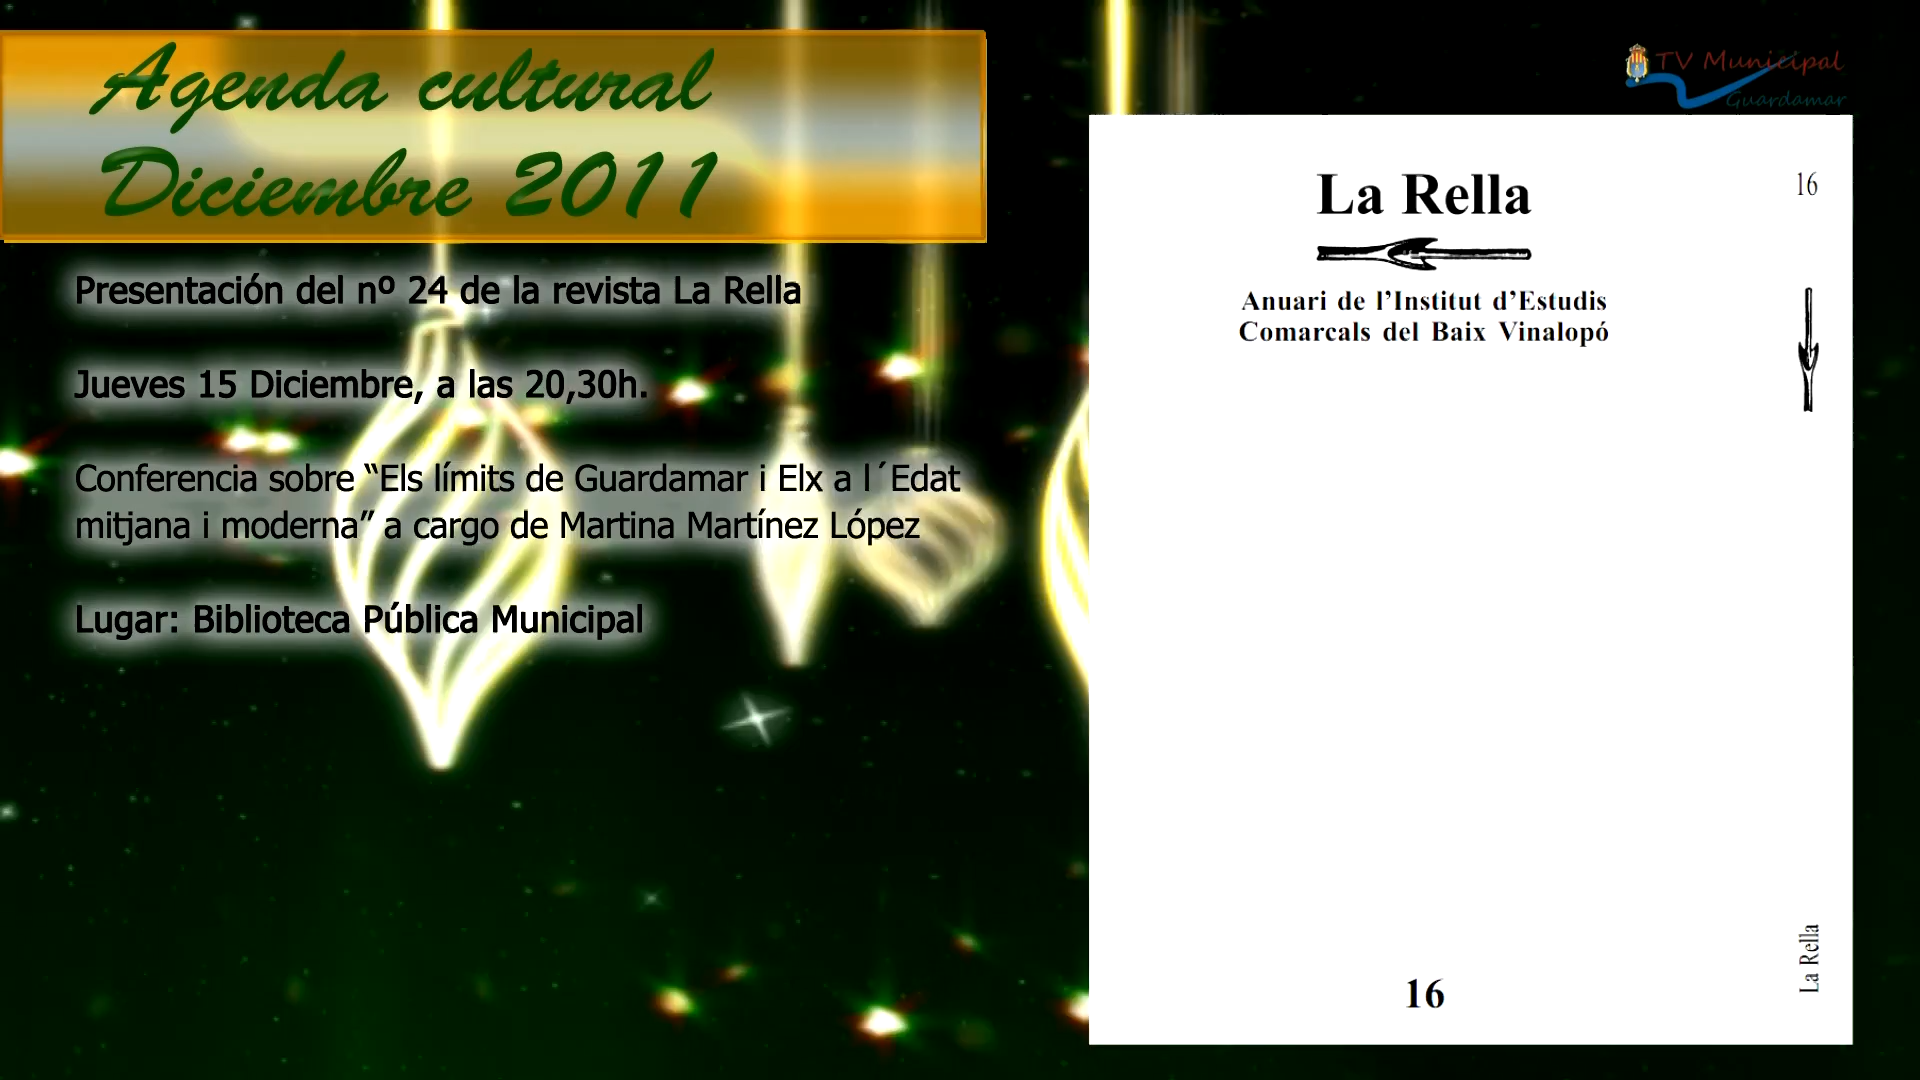 Agenda cultural
Diciembre 2011
Presentación del nº 24 de la revista La Rella
Jueves 15 Diciembre, a las 20,30h.
Conferencia sobre “Els límits de Guardamar i Elx a l´Edat
mitjana i moderna” a cargo de Martina Martínez López
Lugar: Biblioteca Pública Municipal
TV Municipal
Guardamar
La Rella
Anuari de l’Institut d’Estudis
Comarcals del Baix Vinalopó
16
16
La Rella